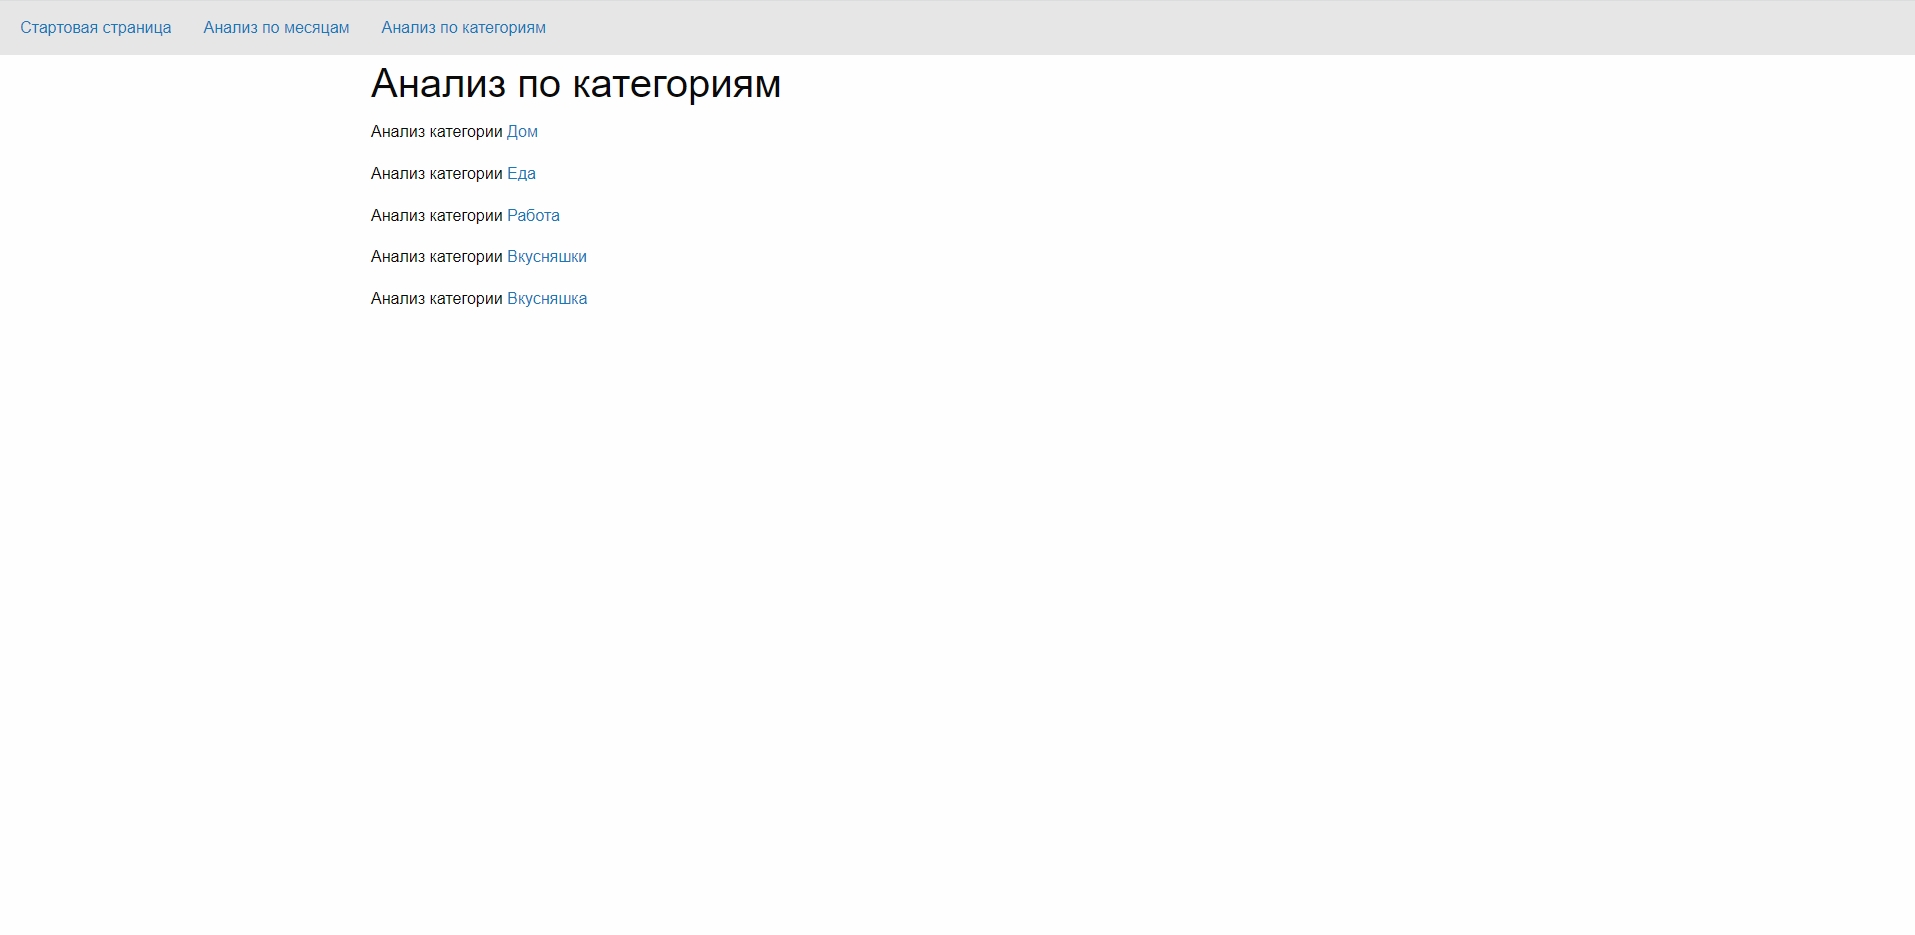 Стартовая страница Анализ по месяцам Анализ по категориям
Анализ по категориям
Анализ категории Дом
Анализ категории Еда
Анализ категории Работа
Анализ категории Вкусняшки
Анализ категории Вкусняшка